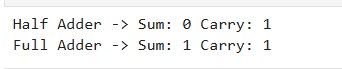 Half Adder -> Sum: 0 Carry: 1
Full Adder -> Sum: 1 Carry: 1